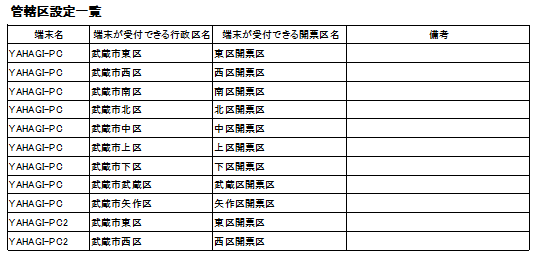 管轄区設定一覧
端末名 端末が受付できる行政区名 端末が受付できる開票区名 備考
YAHAGI-PC 武蔵市東区 東区開票区
YAHAGI-PC 武蔵市西区 西区開票区
YAHAGI-PC 武蔵市南区 南区開票区
YAHAGI-PC 武蔵市北区 北区開票区
YAHAGI-PC 武蔵市中区 中区開票区
YAHAGI-PC 武蔵市上区 上区開票区
YAHAGI-PC 武蔵市下区 下区開票区
YAHAGI-PC 武蔵市武蔵区 武蔵区開票区
YAHAGI-PC 武蔵市矢作区 矢作区開票区
YAHAGI-PC2 武蔵市東区 東区開票区
YAHAGI-PC2 武蔵市西区 西区開票区